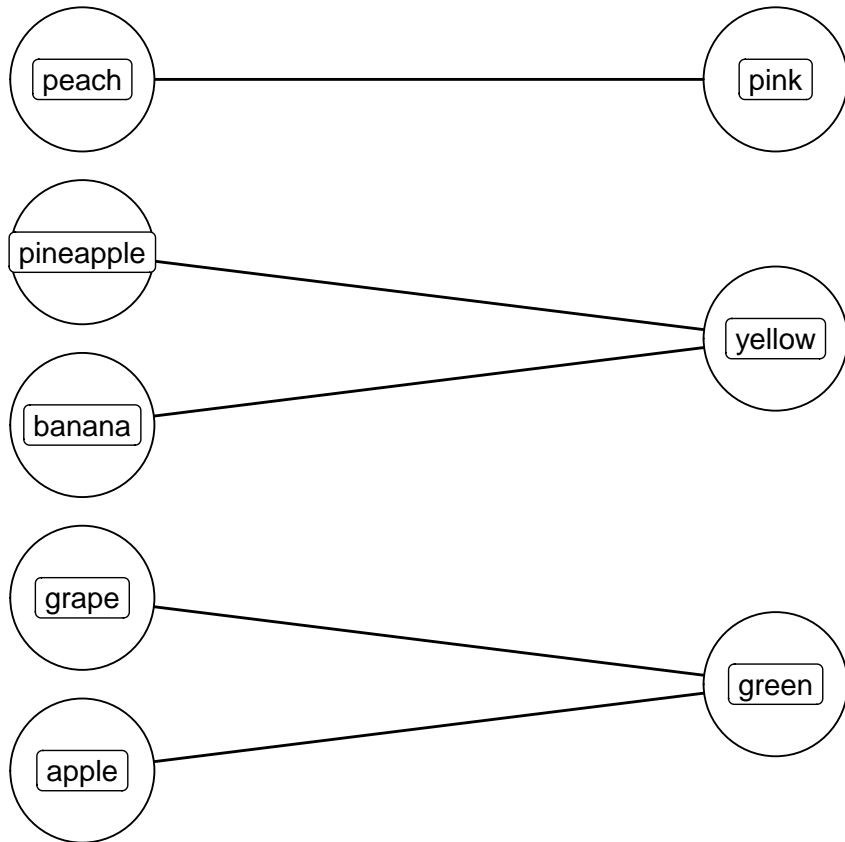 peach
pink
pineapple
yellow
banana
grape
green
apple